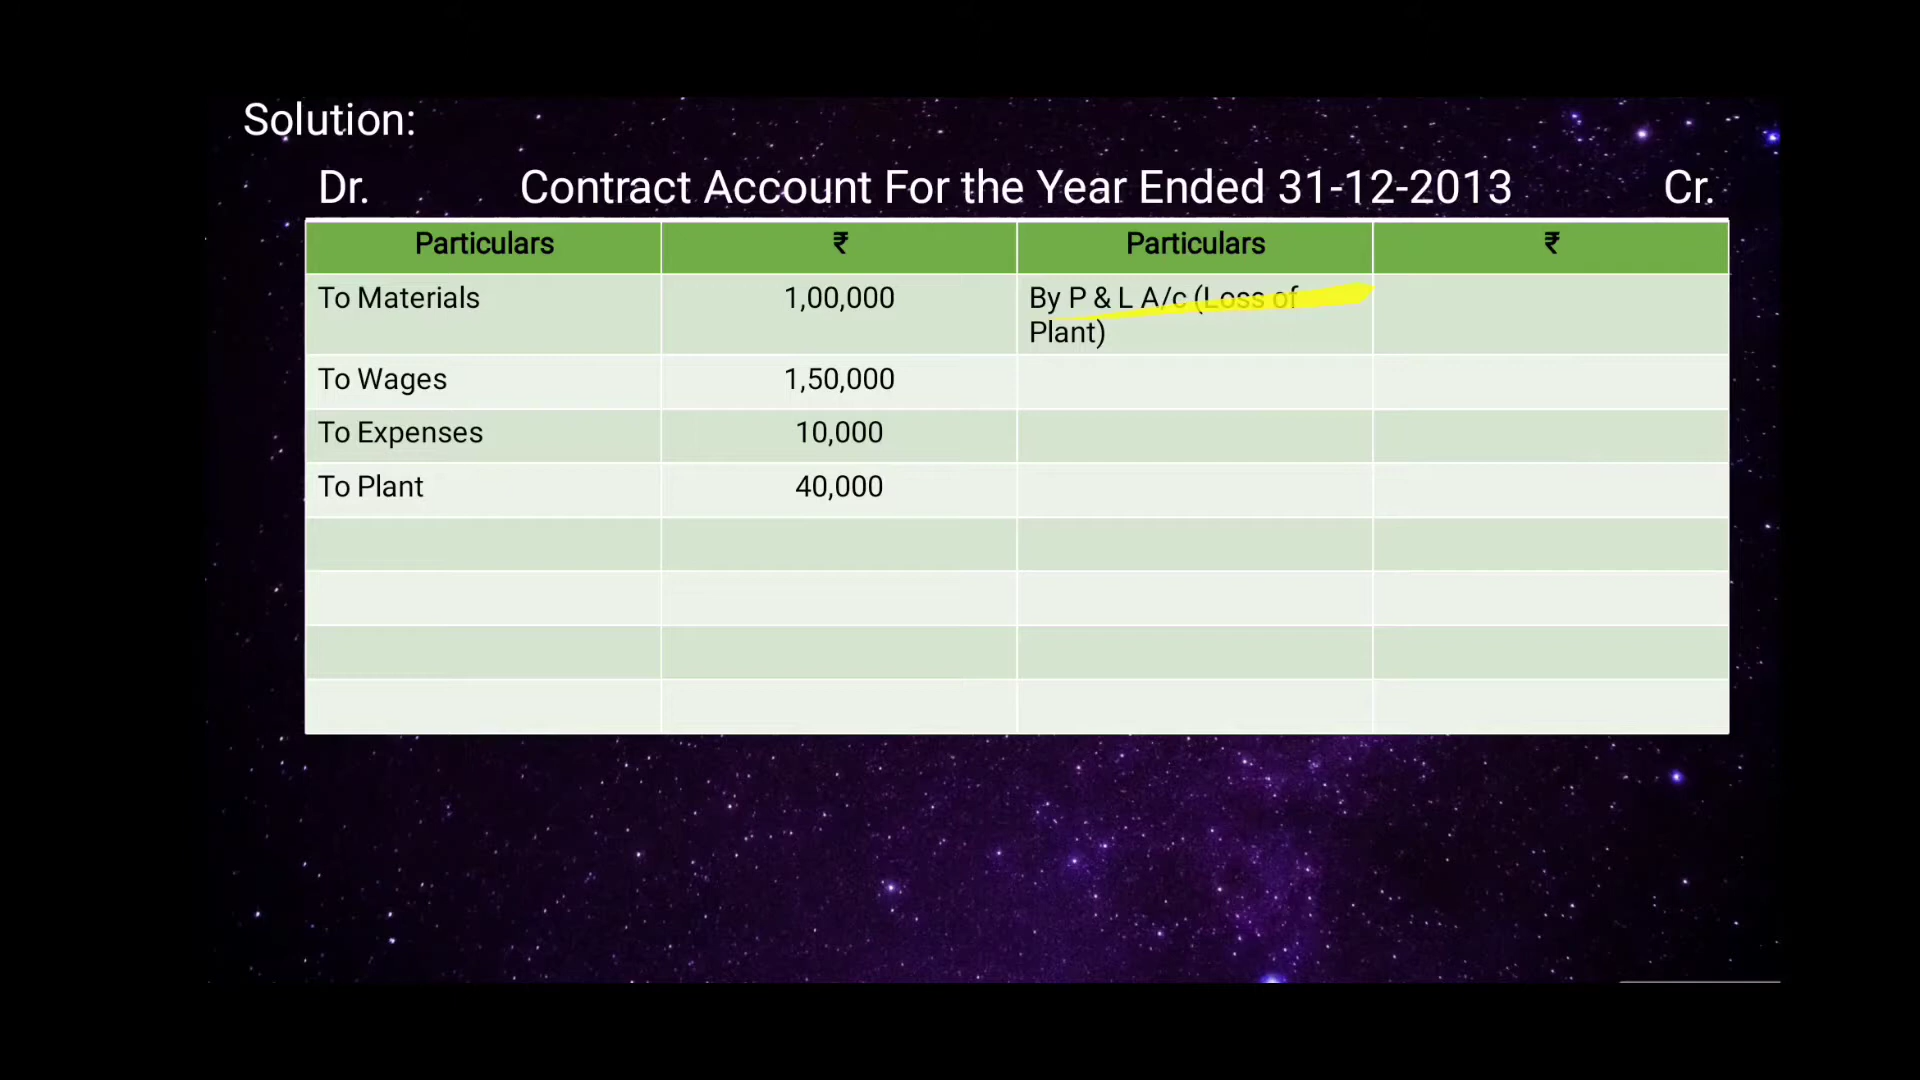 Solution:
Dr. Contract Account For the Year Ended 31-12-2013 Cr.
Particulars ₹ Particulars ₹
To Materials 1,00,000 By P & L A/c (Loss of
Plant)
To Wages 1,50,000
To Expenses 10,000
To Plant 40,000